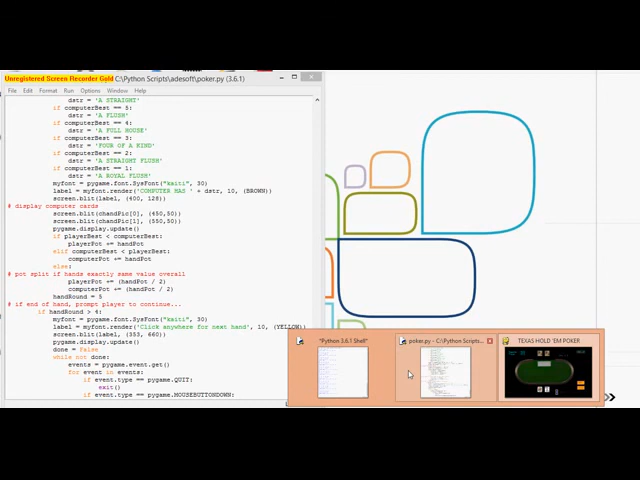 Unregistered Screen Recorder Gold C:\Python Scripts\adesoft\poker.py (3.6.1)
File Edit Format Run Options Window Help
dstr = 'A STRAIGHT'
if computerBest == 5:
dstr = 'A FLUSH'
if computerBest == 4:
dstr = 'A FULL HOUSE'
if computerBest == 3:
dstr = 'FOUR OF A KIND'
if computerBest == 2:
dstr = 'A STRAIGHT FLUSH'
if computerBest == 1:
dstr = 'A ROYAL FLUSH'
myfont = pygame.font.SysFont("kaiti", 30)
label = myfont.render('COMPUTER HAS ' + dstr, 10, (BROWN))
screen.blit(label, (400, 128))
# display computer cards
screen.blit(chandPic[0], (450,50))
screen.blit(chandPic[1], (550,50))
pygame.display.update()
if playerBest < computerBest:
playerPot += handPot
elif computerBest < playerBest:
computerPot += handPot
else:
# pot split if hands exactly same value overall
playerPot += (handPot / 2)
computerPot += (handPot / 2)
handRound = 5
# if end of hand, prompt player to continue...
if handRound > 4:
myfont = pygame.font.SysFont("kaiti", 30)
label = myfont.render('Click anywhere for next hand', 10, (YELLOW))
screen.blit(label, (355, 660))
pygame.display.update()
done = False
while not done:
events = pygame.event.get()
for event in events:
if event.type == pygame.QUIT:
exit()
if event.type == pygame.MOUSEBUTTONDOWN:
"Python 3.6.1 Shell"
poker.py - C:\Python Scripts...
TEXAS HOLD 'EM POKER